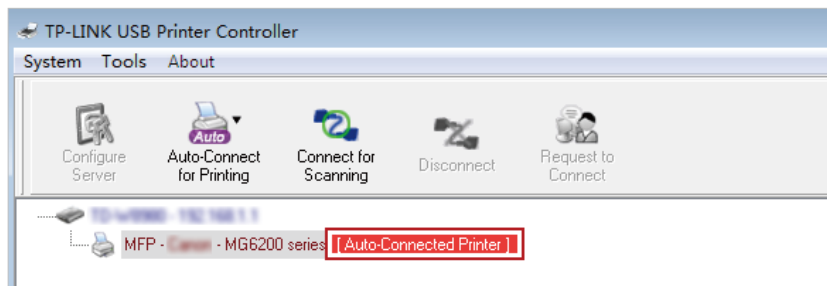 TP-LINK USB Printer Controller
System Tools About
Auto
Configure Server
Auto-Connect for Printing
Connect for Scanning
Disconnect
Request to Connect
MFP - - MG6200 series [ Auto-Connected Printer ]